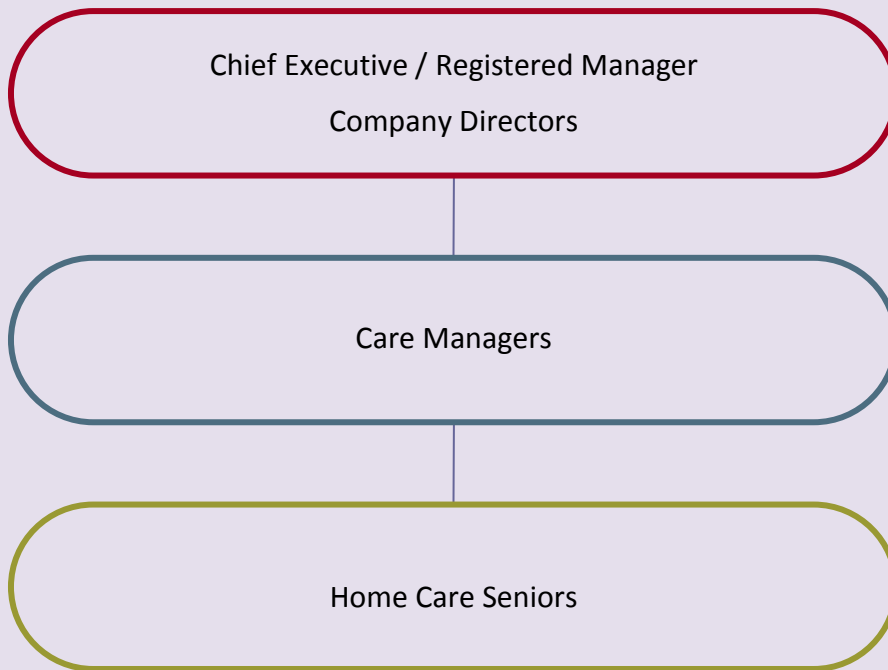 Chief Executive / Registered Manager
Company Directors
Care Managers
Home Care Seniors